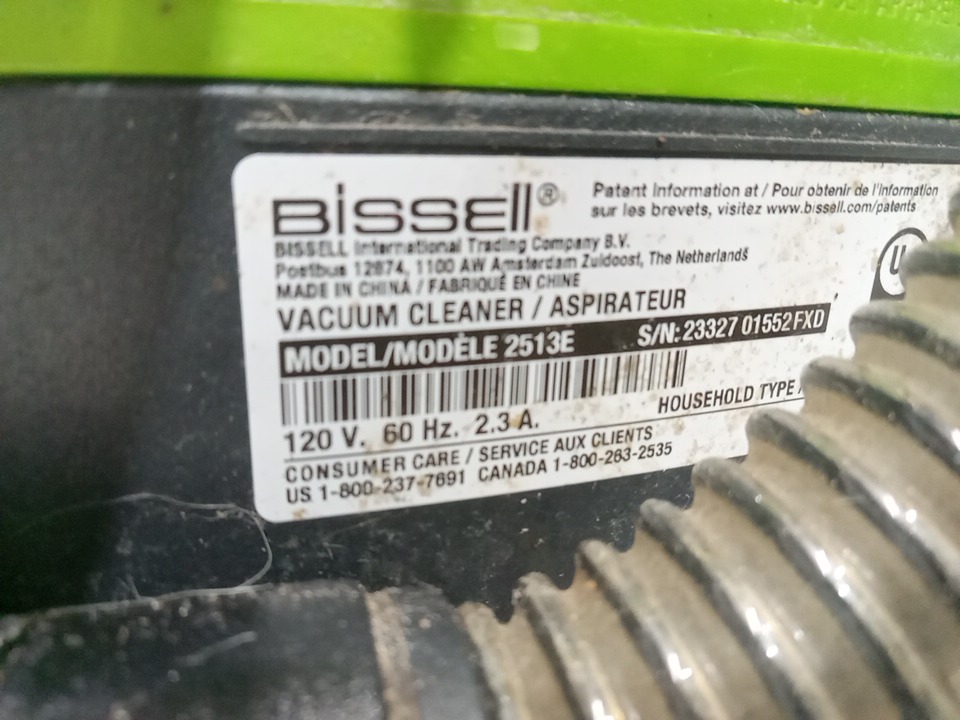 Bissell®
Patent Information at / Pour obtenir de l'information
sur les brevets, visitez www.bissell.com/patents
BISSELL International Trading Company B.V.
Postbus 12874, 1100 AW Amsterdam Zuidoost, The Netherlands
MADE IN CHINA / FABRIQUÉ EN CHINE
VACUUM CLEANER / ASPIRATEUR
MODEL/MODÈLE 2513E S/N: 23327 01552FXD
120 V. 60 Hz. 2.3 A. HOUSEHOLD TYPE /
CONSUMER CARE / SERVICE AUX CLIENTS
US 1-800-237-7691 CANADA 1-800-263-2535